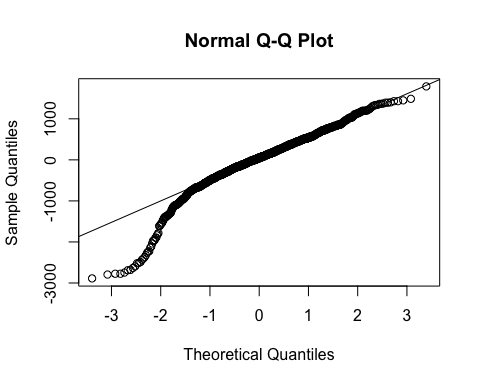 Normal Q-Q Plot
Sample Quantiles
1000
0
-1000
-3000
-3 -2 -1 0 1 2 3
Theoretical Quantiles